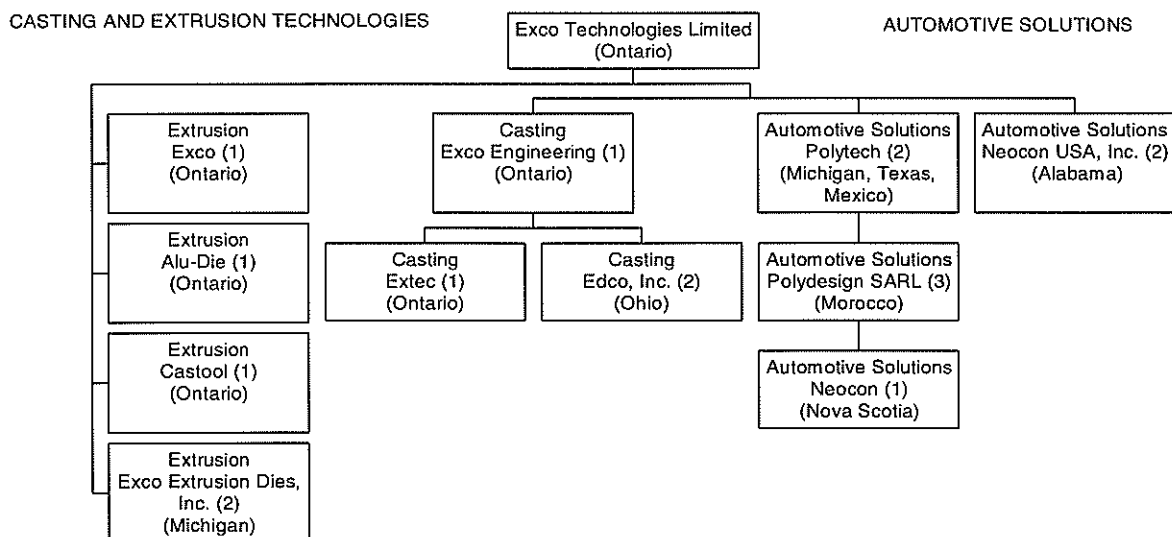 CASTING AND EXTRUSION TECHNOLOGIES
Exco Technologies Limited
(Ontario)
AUTOMOTIVE SOLUTIONS
Extrusion
Exco (1)
(Ontario)
Casting
Exco Engineering (1)
(Ontario)
Automotive Solutions
Polytech (2)
(Michigan, Texas,
Mexico)
Automotive Solutions
Neocon USA, Inc. (2)
(Alabama)
Extrusion
Alu-Die (1)
(Ontario)
Casting
Extec (1)
(Ontario)
Casting
Edco, Inc. (2)
(Ohio)
Automotive Solutions
Polydesign SARL (3)
(Morocco)
Extrusion
Castool (1)
(Ontario)
Automotive Solutions
Neocon (1)
(Nova Scotia)
Extrusion
Exco Extrusion Dies,
Inc. (2)
(Michigan)